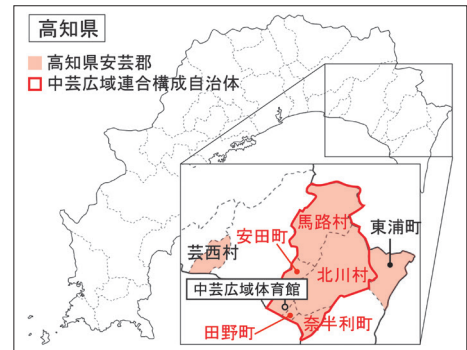 高知県
高知県安芸郡
中芸広域連合構成自治体
馬路村
東浦町
安田町
芸西村
北川村
中芸広域体育館
田野町
奈半利町